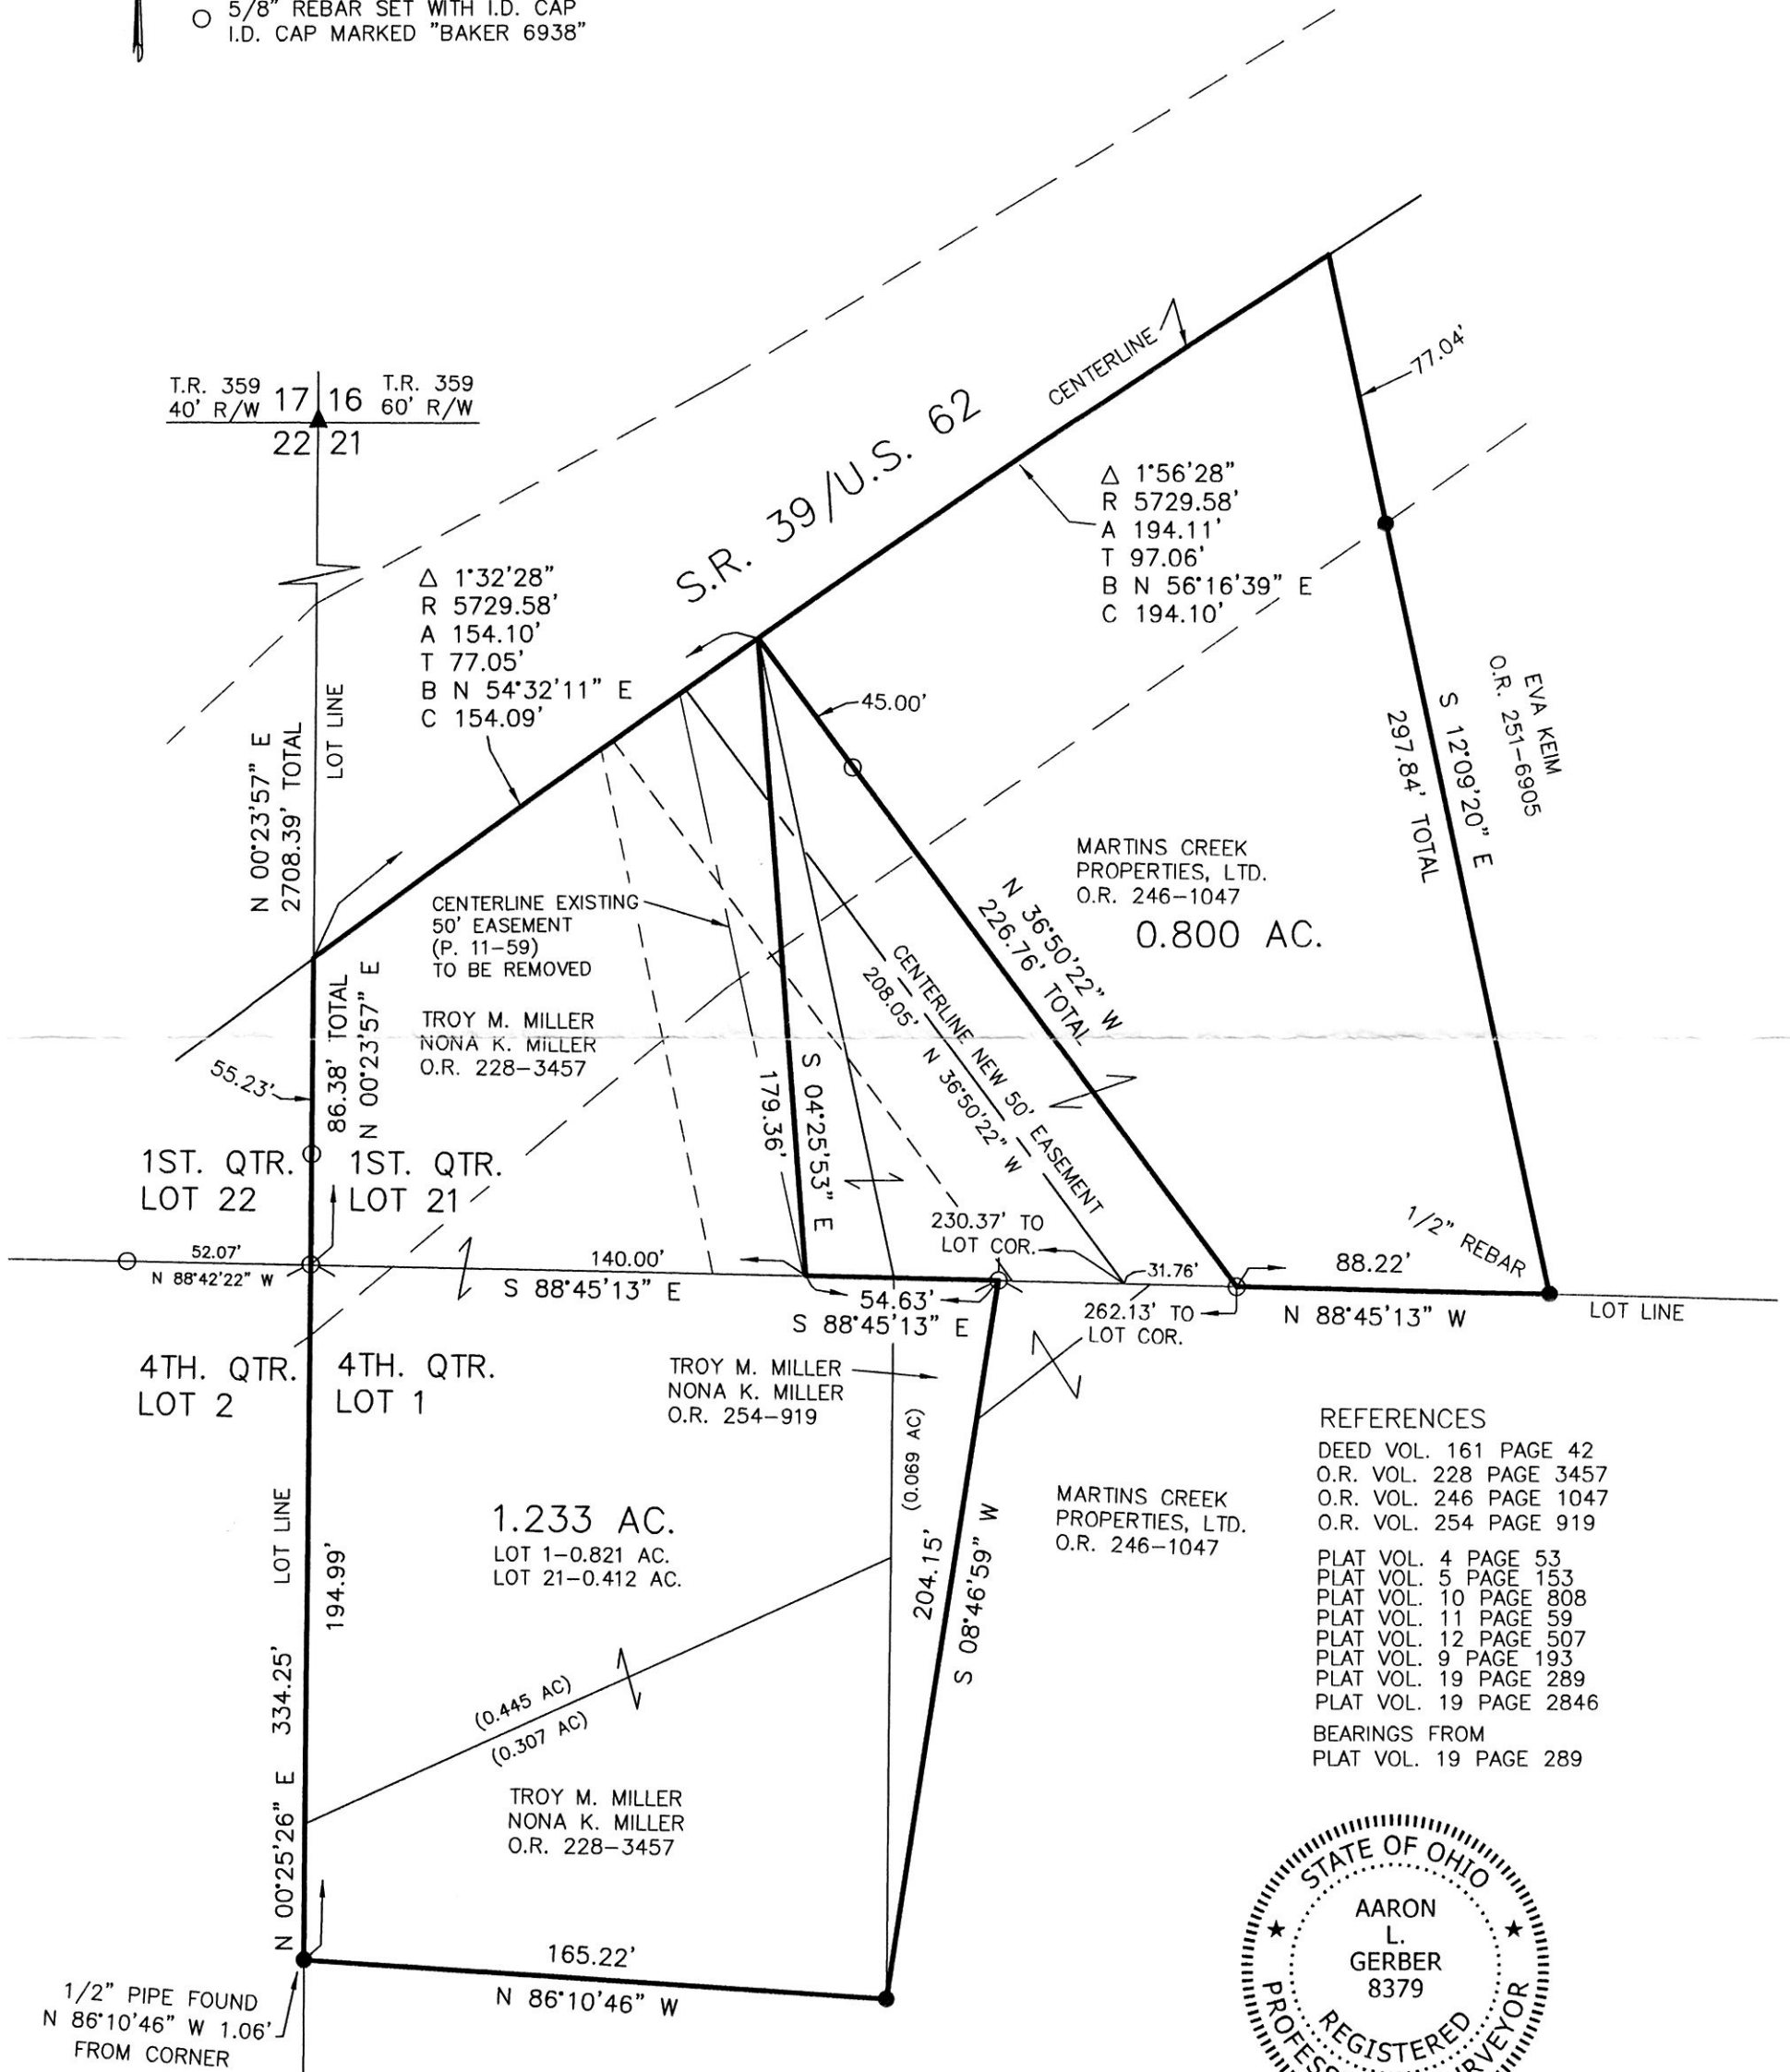 5/8" REBAR SET WITH I.D. CAP
I.D. CAP MARKED "BAKER 6938"
T.R. 359
40' R/W
17
16
T.R. 359
60' R/W
22
21
S.R. 39/U.S. 62
CENTERLINE
77.04'
Δ 1°56'28"
R 5729.58'
A 194.11'
T 97.06'
B N 56°16'39" E
C 194.10'
Δ 1°32'28"
R 5729.58'
A 154.10'
T 77.05'
B N 54°32'11" E
C 154.09'
N 00°23'57" E
2708.39' TOTAL
LOT LINE
45.00'
EVA KEIM
O.R. 251-6905
S 12°09'20" E
297.84' TOTAL
MARTINS CREEK
PROPERTIES, LTD.
O.R. 246-1047
0.800 AC.
N 36°50'22" W
226.76' TOTAL
CENTERLINE EXISTING
50' EASEMENT
(P. 11-59)
TO BE REMOVED
TROY M. MILLER
NONA K. MILLER
O.R. 228-3457
CENTERLINE NEW 50' EASEMENT
208.05' N 36°50'22" W
86.38' TOTAL
N 00°23'57" E
55.23'
S 04°25'53" E
179.36'
1ST. QTR.
LOT 22
1ST. QTR.
LOT 21
52.07'
N 88°42'22" W
140.00'
S 88°45'13" E
230.37' TO
LOT COR.
31.76'
1/2" REBAR
88.22'
N 88°45'13" W
LOT LINE
54.63'
S 88°45'13" E
262.13' TO
LOT COR.
4TH. QTR.
LOT 2
4TH. QTR.
LOT 1
TROY M. MILLER
NONA K. MILLER
O.R. 254-919
(0.069 AC)
204.15'
S 08°46'59" W
MARTINS CREEK
PROPERTIES, LTD.
O.R. 246-1047
REFERENCES
DEED VOL. 161 PAGE 42
O.R. VOL. 228 PAGE 3457
O.R. VOL. 246 PAGE 1047
O.R. VOL. 254 PAGE 919
PLAT VOL. 4 PAGE 53
PLAT VOL. 5 PAGE 153
PLAT VOL. 10 PAGE 808
PLAT VOL. 11 PAGE 59
PLAT VOL. 12 PAGE 507
PLAT VOL. 9 PAGE 193
PLAT VOL. 19 PAGE 289
PLAT VOL. 19 PAGE 2846
BEARINGS FROM
PLAT VOL. 19 PAGE 289
1.233 AC.
LOT 1-0.821 AC.
LOT 21-0.412 AC.
LOT LINE
194.99'
N 00°25'26" E 334.25'
(0.445 AC)
(0.307 AC)
TROY M. MILLER
NONA K. MILLER
O.R. 228-3457
165.22'
N 86°10'46" W
1/2" PIPE FOUND
N 86°10'46" W 1.06'
FROM CORNER
STATE OF OHIO
AARON
L.
GERBER
8379
REGISTERED